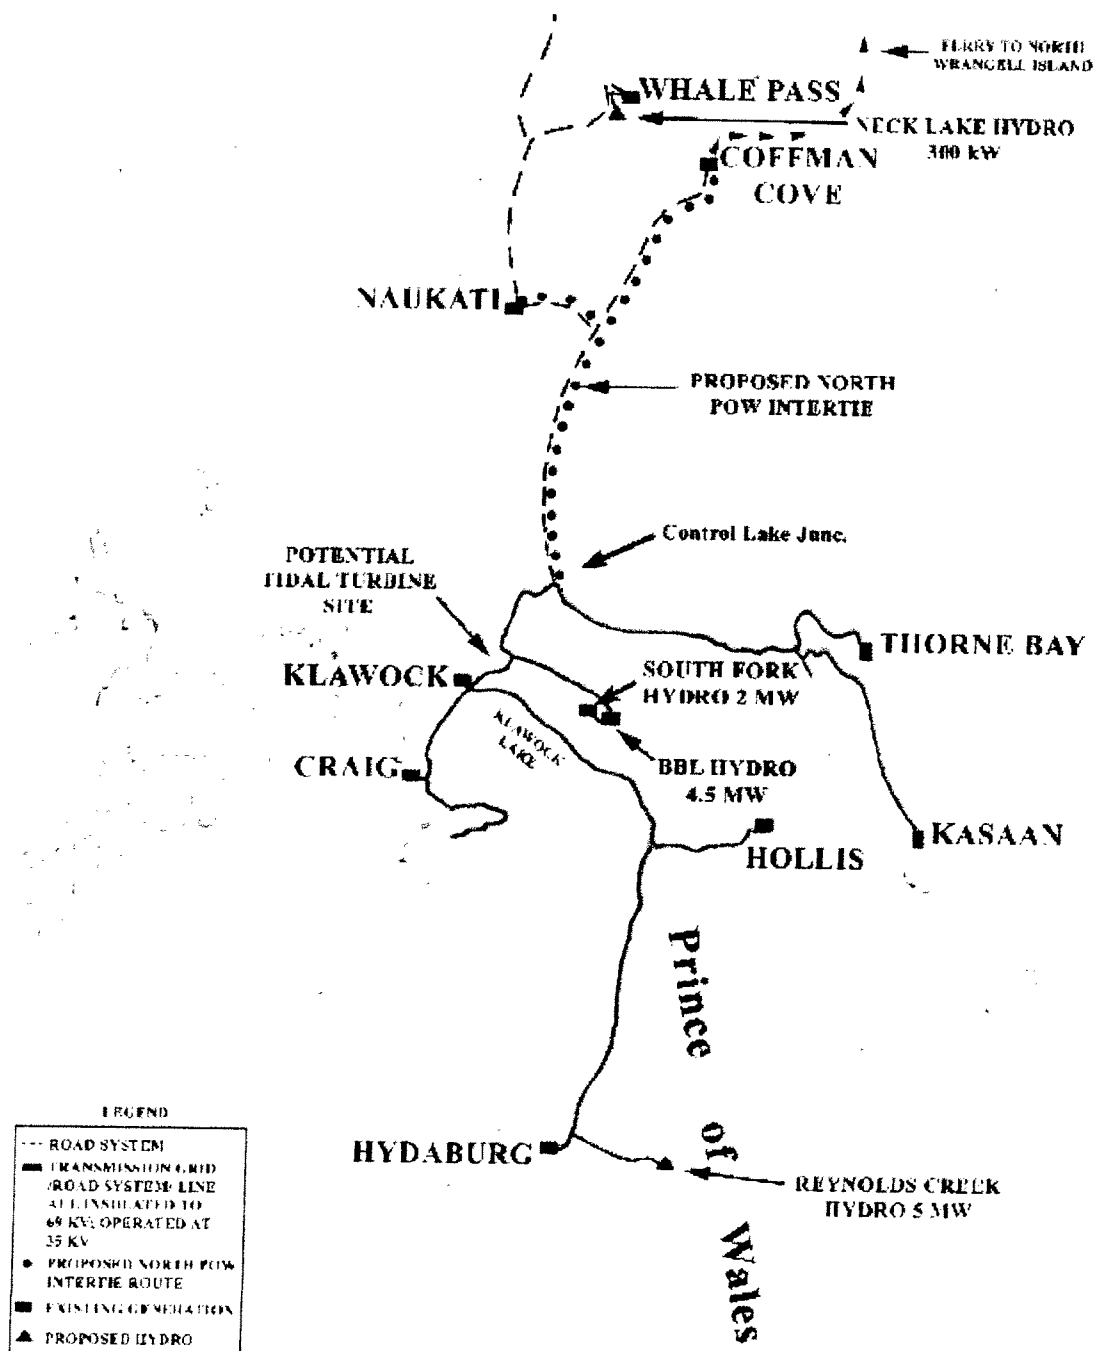 FERRY TO NORTH
WRANGELL ISLAND
WHALE PASS
NECK LAKE HYDRO
300 kW
COFFMAN
COVE
NAUKATI
PROPOSED NORTH
POW INTERTIE
Control Lake Junc.
POTENTIAL
TIDAL TURBINE
SITE
THORNE BAY
KLAWOCK
SOUTH FORK
HYDRO 2 MW
KLAWOCK
LAKE
CRAIG
BBL HYDRO
4.5 MW
KASAAN
HOLLIS
Prince
of
Wales
HYDABURG
REYNOLDS CREEK
HYDRO 5 MW
LEGEND
--- ROAD SYSTEM
TRANSMISSION GRID
/ROAD SYSTEM/ LINE
ALL INSULATED TO
69 KV; OPERATED AT
35 KV
PROPOSED NORTH POW
INTERTIE ROUTE
EXISTING GENERATION
PROPOSED HYDRO